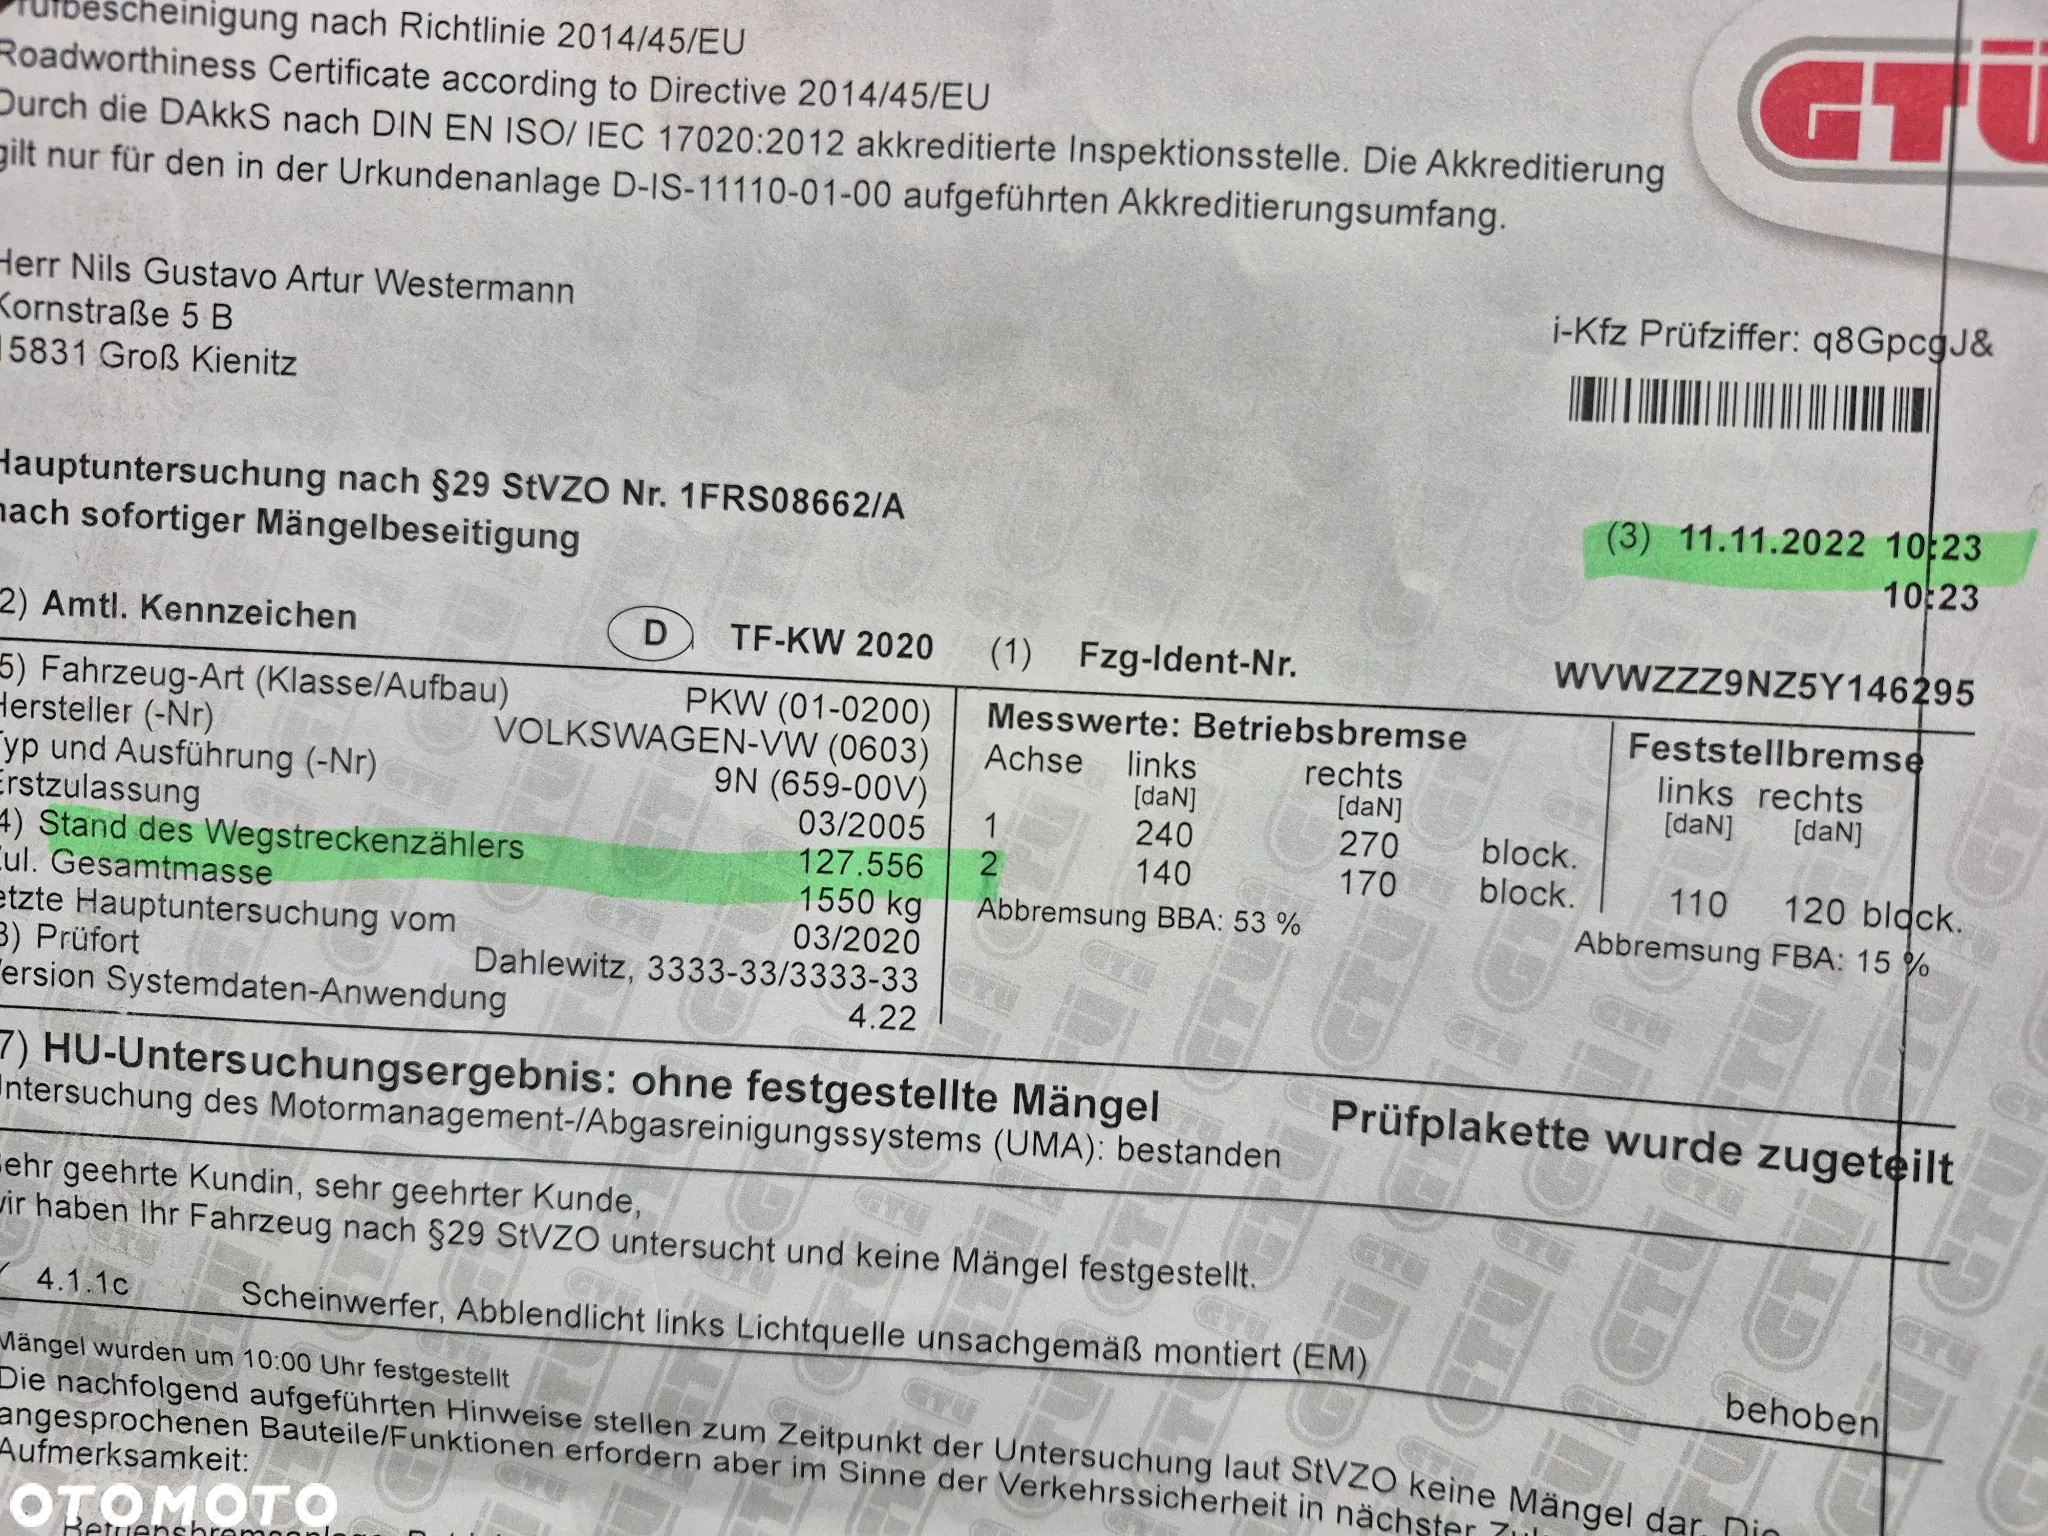 rüfbescheinigung nach Richtlinie 2014/45/EU
Roadworthiness Certificate according to Directive 2014/45/EU
Durch die DAkkS nach DIN EN ISO/ IEC 17020:2012 akkreditierte Inspektionsstelle. Die Akkreditierung
gilt nur für den in der Urkundenanlage D-IS-11110-01-00 aufgeführten Akkreditierungsumfang.
GTÜ
Herr Nils Gustavo Artur Westermann
Kornstraße 5 B
15831 Groß Kienitz
i-Kfz Prüfziffer: q8GpcgJ&
Hauptuntersuchung nach §29 StVZO Nr. 1FRS08662/A
nach sofortiger Mängelbeseitigung
(3) 11.11.2022 10:23
10:23
2) Amtl. Kennzeichen D TF-KW 2020 (1) Fzg-Ident-Nr. WVWZZZ9NZ5Y146295
5) Fahrzeug-Art (Klasse/Aufbau) PKW (01-0200)
Hersteller (-Nr) VOLKSWAGEN-VW (0603)
yp und Ausführung (-Nr) 9N (659-00V)
Erstzulassung 03/2005
4) Stand des Wegstreckenzählers 127.556
ul. Gesamtmasse 1550 kg
etzte Hauptuntersuchung vom 03/2020
3) Prüfort Dahlewitz, 3333-33/3333-33
ersion Systemdaten-Anwendung 4.22
Messwerte: Betriebsbremse Feststellbremse
Achse links rechts links rechts
[daN] [daN] [daN] [daN]
1 240 270 block.
2 140 170 block. 110 120 block.
Abbremsung BBA: 53 % Abbremsung FBA: 15 %
7) HU-Untersuchungsergebnis: ohne festgestellte Mängel Prüfplakette wurde zugeteilt
Untersuchung des Motormanagement-/Abgasreinigungssystems (UMA): bestanden
ehr geehrte Kundin, sehr geehrter Kunde,
wir haben Ihr Fahrzeug nach §29 StVZO untersucht und keine Mängel festgestellt.
4.1.1c Scheinwerfer, Abblendlicht links Lichtquelle unsachgemäß montiert (EM) behoben
Mängel wurden um 10:00 Uhr festgestellt
Die nachfolgend aufgeführten Hinweise stellen zum Zeitpunkt der Untersuchung laut StVZO keine Mängel dar. Die
angesprochenen Bauteile/Funktionen erfordern aber im Sinne der Verkehrssicherheit in nächster
Aufmerksamkeit:
OTOMOTO